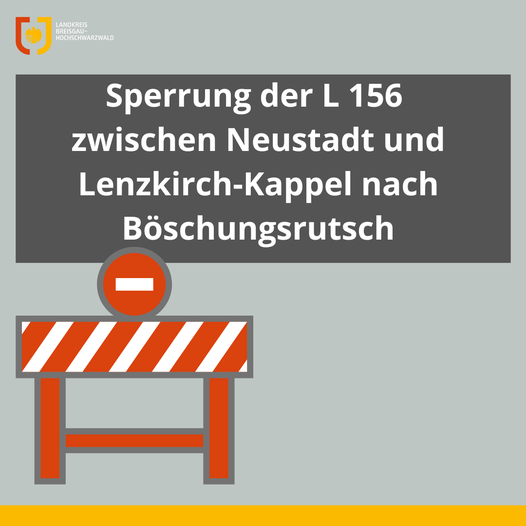 LANDKREIS
BREISGAU-
HOCHSCHWARZWALD
Sperrung der L 156
zwischen Neustadt und
Lenzkirch-Kappel nach
Böschungsrutsch